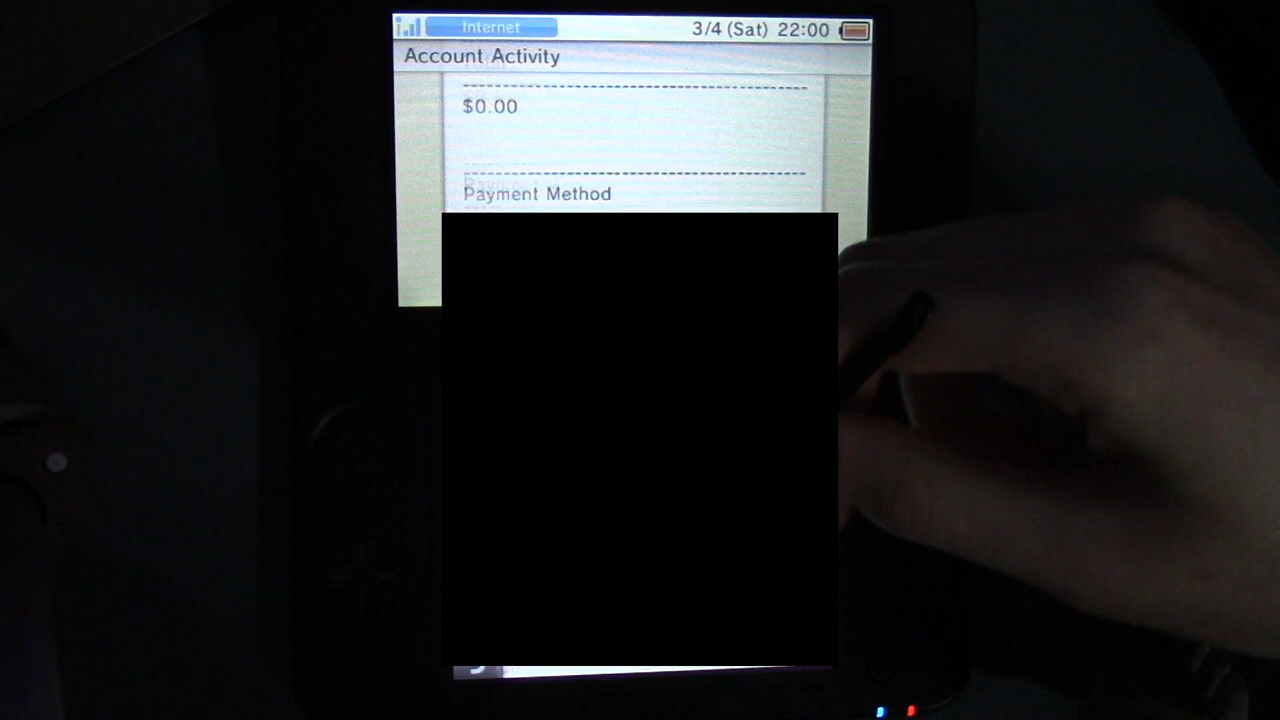 Internet
3/4 (Sat) 22:00
Account Activity
$0.00
Payment Method